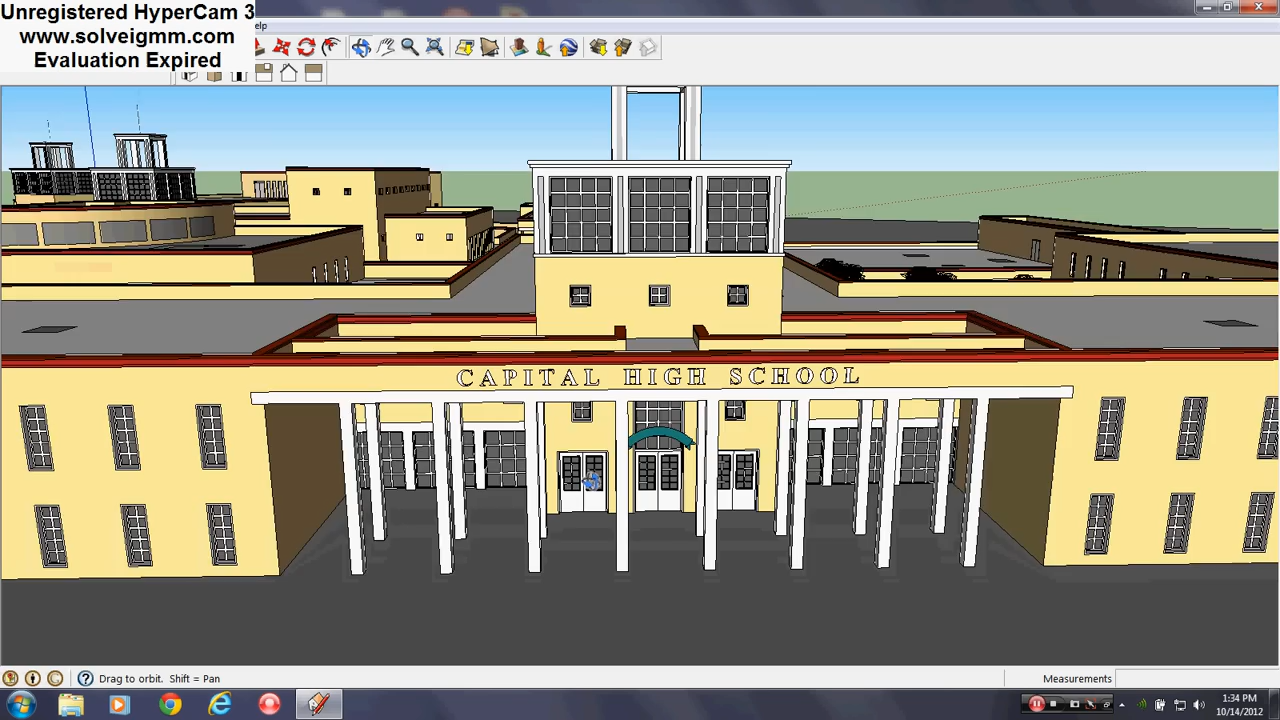 Unregistered HyperCam 3
www.solveigmm.com
Evaluation Expired
elp
CAPITAL HIGH SCHOOL
Drag to orbit. Shift = Pan
Measurements
1:34 PM
10/14/2012